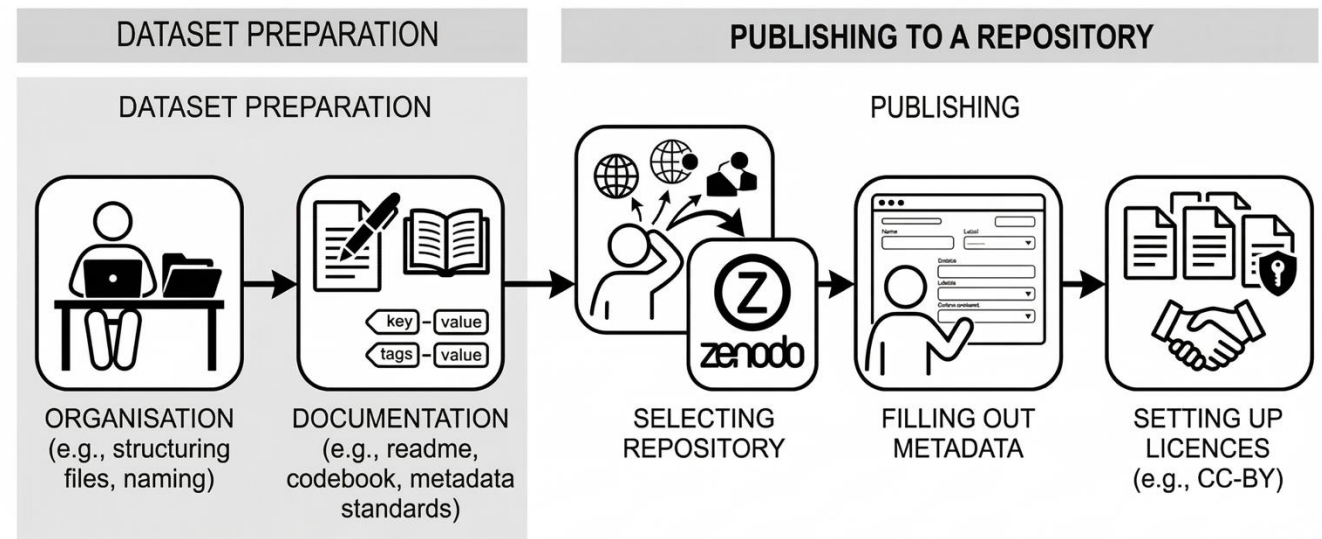 DATASET PREPARATION
PUBLISHING TO A REPOSITORY
DATASET PREPARATION
PUBLISHING
key
value
tags
value
Z
zenodo
Name
Label
ORGANISATION
(e.g., structuring
files, naming)
DOCUMENTATION
(e.g., readme,
codebook, metadata
standards)
SELECTING
REPOSITORY
FILLING OUT
METADATA
SETTING UP
LICENCES
(e.g., CC-BY)